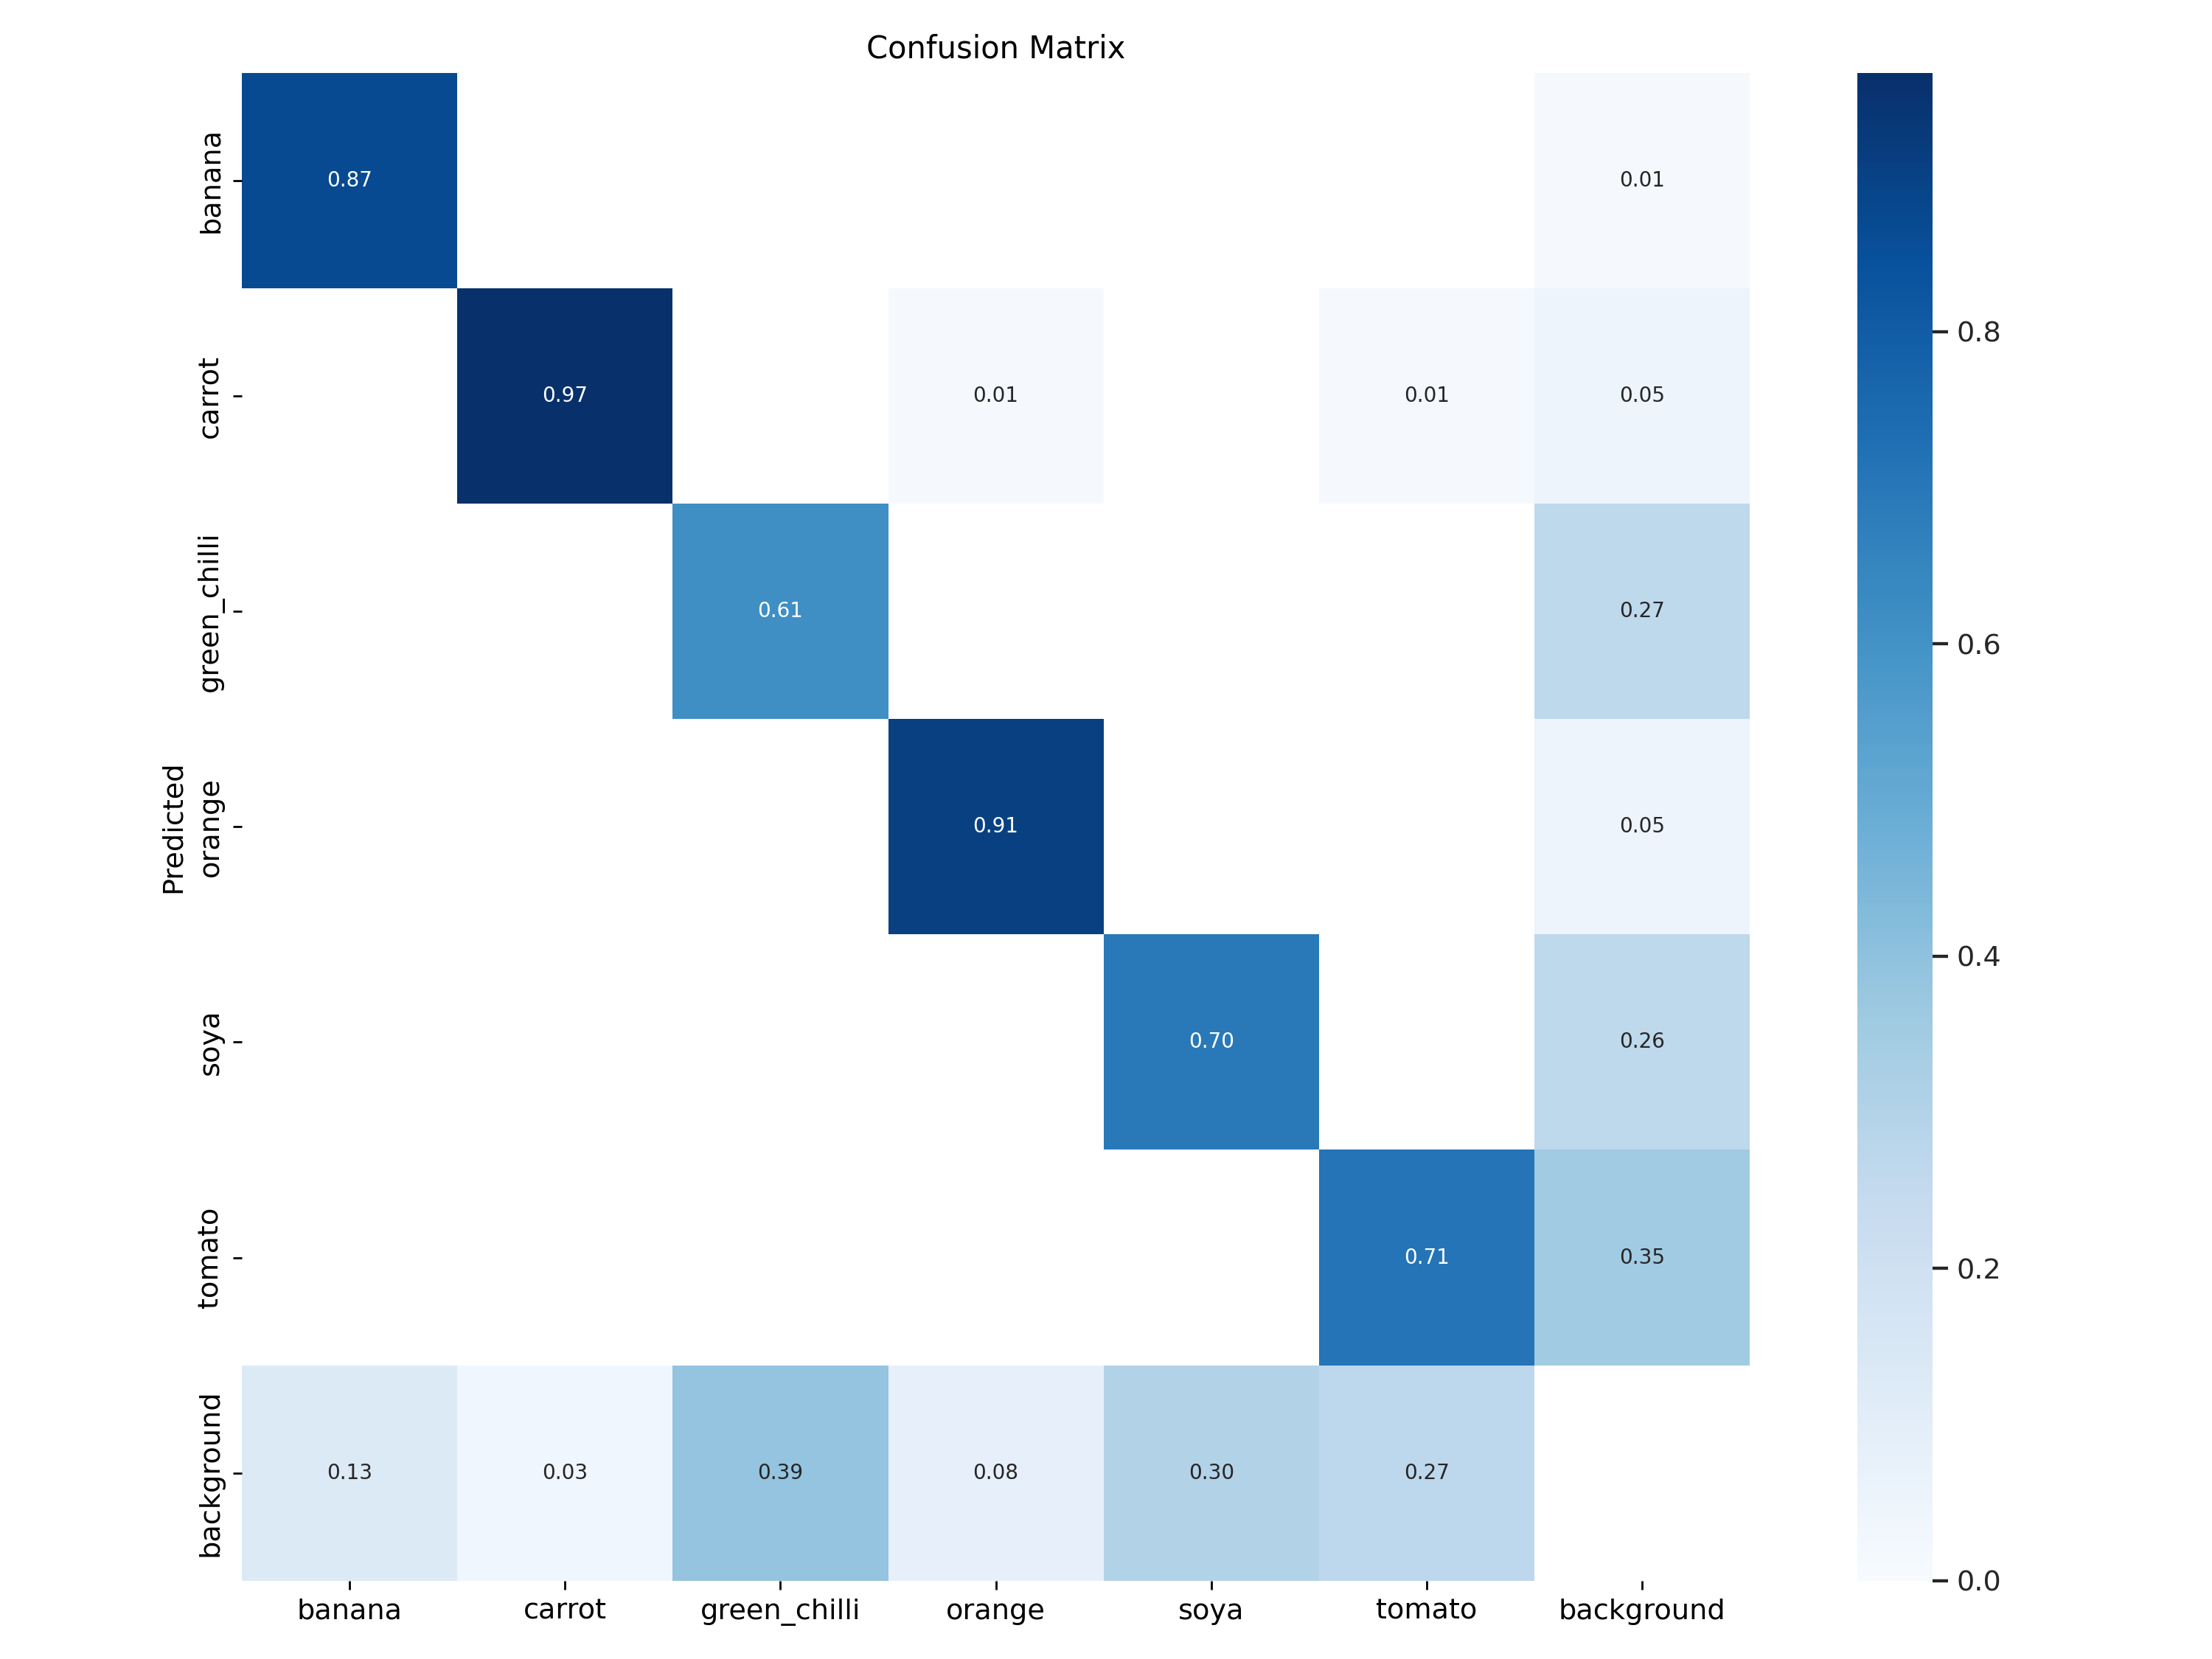 Confusion Matrix
banana
0.87
0.01
carrot
0.97
0.01
0.01
0.05
green_chilli
0.61
0.27
Predicted
orange
0.91
0.05
soya
0.70
0.26
tomato
0.71
0.35
background
0.13
0.03
0.39
0.08
0.30
0.27
banana
carrot
green_chilli
orange
soya
tomato
background
0.8
0.6
0.4
0.2
0.0